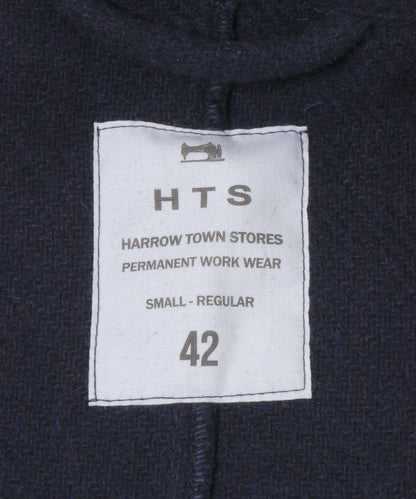 HTS
HARROW TOWN STORES
PERMANENT WORK WEAR
SMALL - REGULAR
42